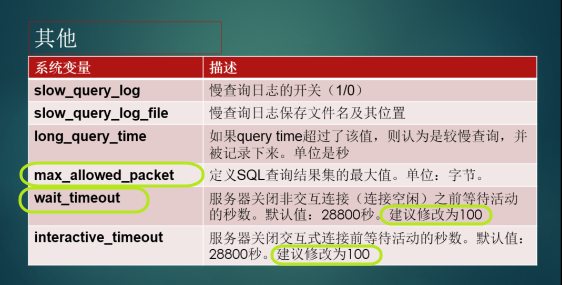 其他
系统变量 描述
slow_query_log 慢查询日志的开关（1/0）
slow_query_log_file 慢查询日志保存文件名及其位置
long_query_time 如果query time超过了该值，则认为是较慢查询，并
被记录下来。单位是秒
max_allowed_packet 定义SQL查询结果集的最大值。单位：字节。
wait_timeout 服务器关闭非交互连接（连接空闲）之前等待活动
的秒数。默认值：28800秒。建议修改为100
interactive_timeout 服务器关闭交互式连接前等待活动的秒数。默认值：
28800秒。建议修改为100